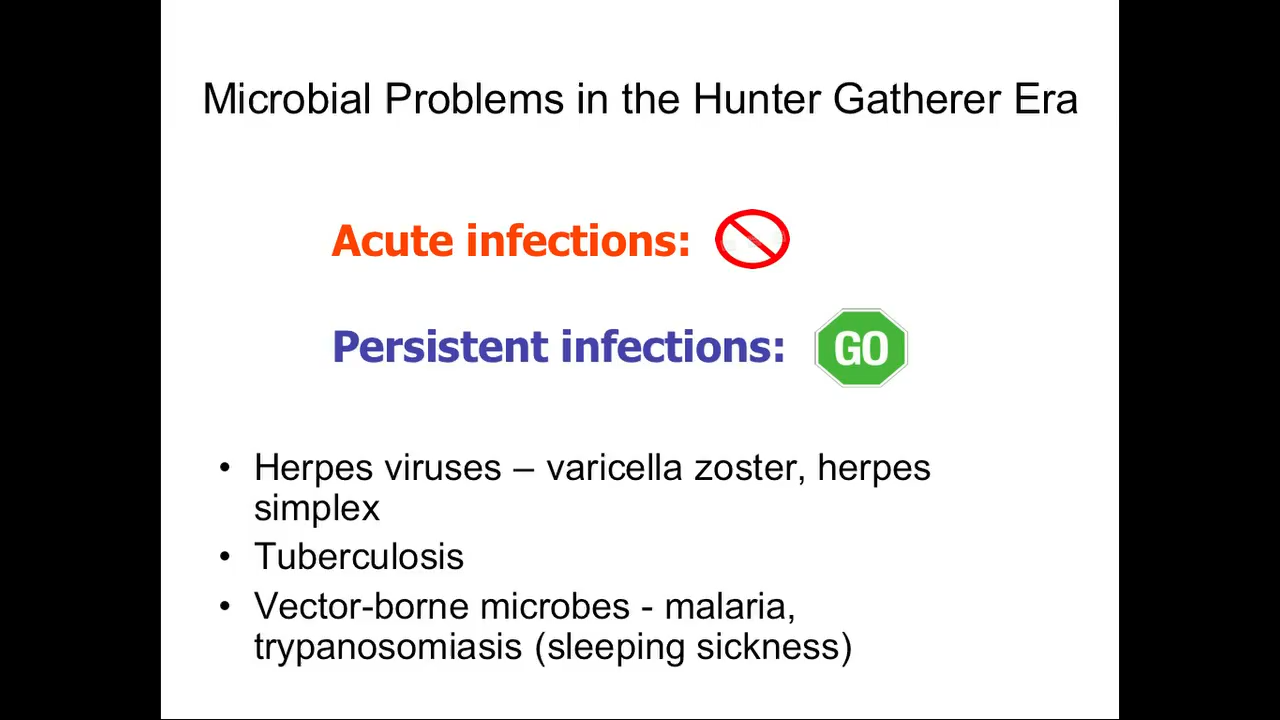 Microbial Problems in the Hunter Gatherer Era
Acute infections:
Persistent infections: GO
• Herpes viruses – varicella zoster, herpes
simplex
• Tuberculosis
• Vector-borne microbes - malaria,
trypanosomiasis (sleeping sickness)